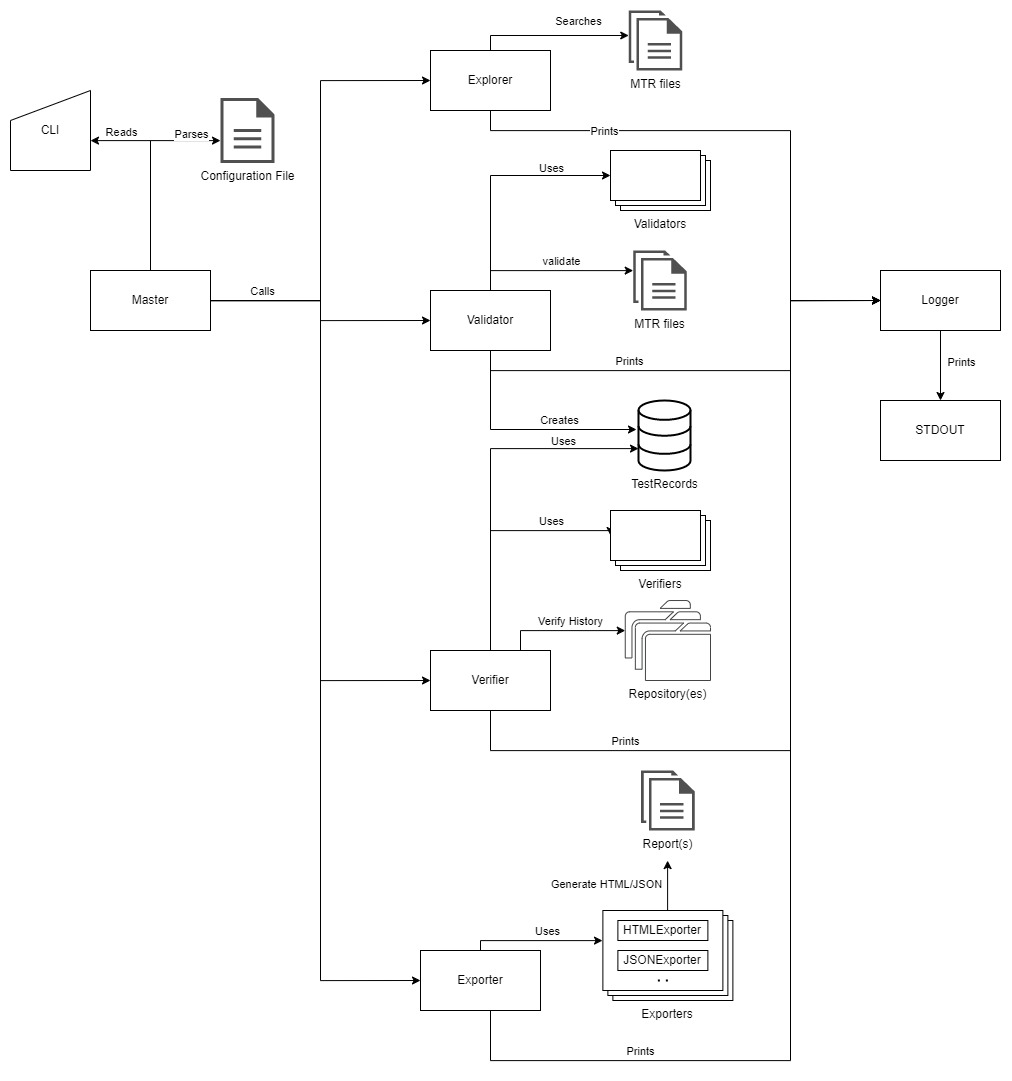 Searches
Explorer
MTR files
CLI
Reads
Parses
Prints
Configuration File
Uses
Validators
validate
Master
Calls
Validator
MTR files
Logger
Prints
Prints
Creates
Uses
STDOUT
TestRecords
Uses
Verifiers
Verify History
Verifier
Repository(es)
Prints
Report(s)
Generate HTML/JSON
Uses
HTMLExporter
JSONExporter
. .
Exporter
Exporters
Prints